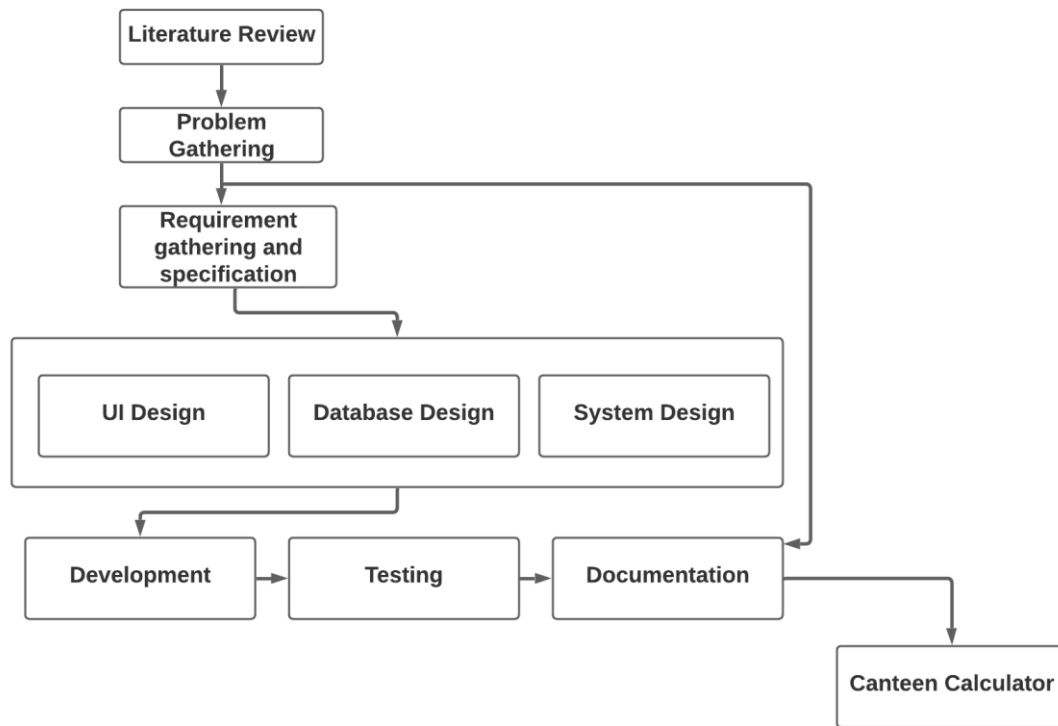 Literature Review
Problem
Gathering
Requirement
gathering and
specification
UI Design
Database Design
System Design
Development
Testing
Documentation
Canteen Calculator